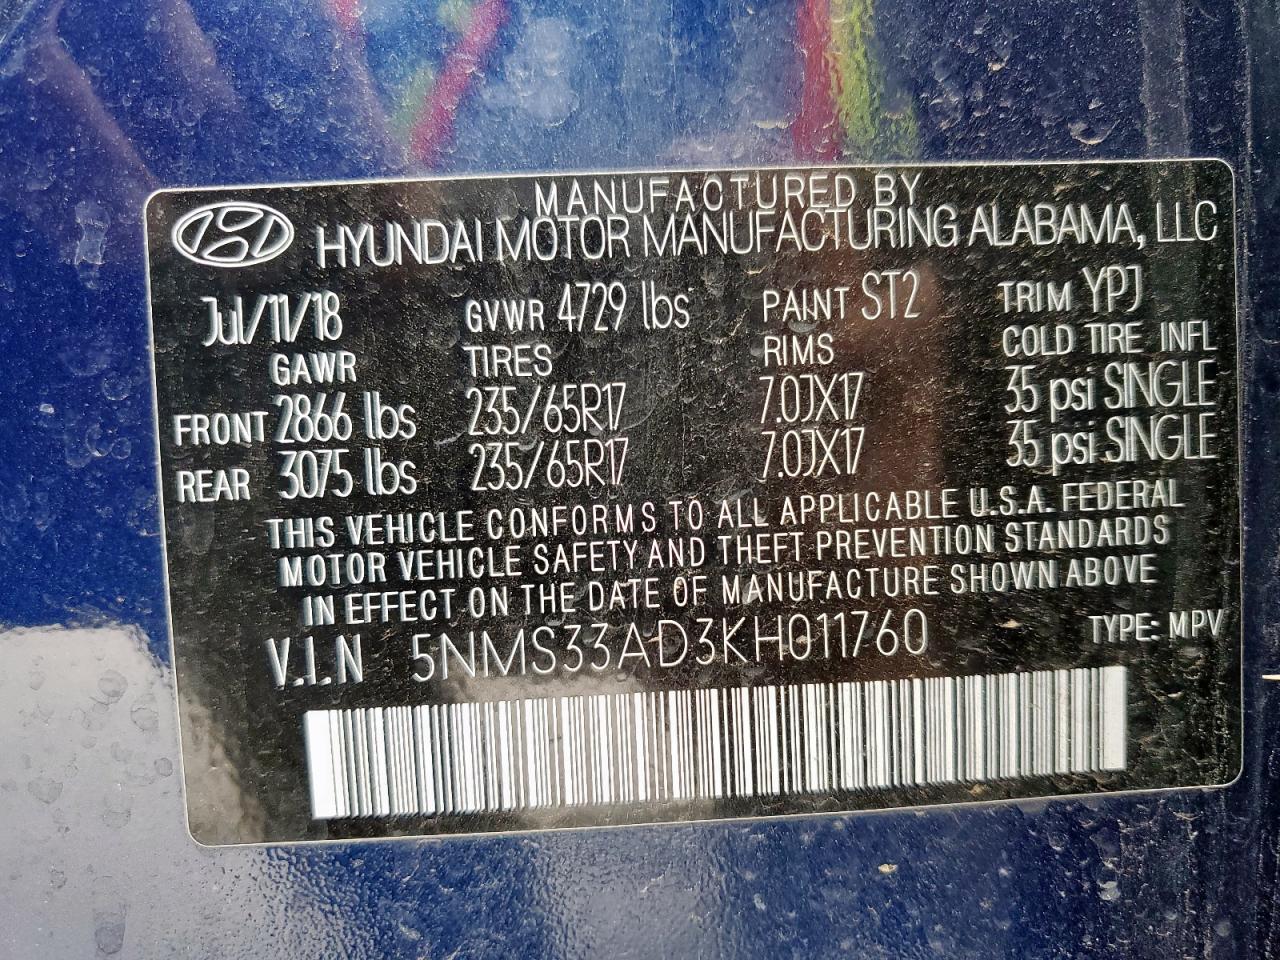 MANUFACTURED BY
HYUNDAI MOTOR MANUFACTURING ALABAMA, LLC
Jul/11/18 GVWR 4729 lbs PAINT ST2 TRIM YPJ
GAWR TIRES RIMS COLD TIRE INFL
FRONT 2866 lbs 235/65R17 7.0JX17 35 psi SINGLE
REAR 3075 lbs 235/65R17 7.0JX17 35 psi SINGLE
THIS VEHICLE CONFORMS TO ALL APPLICABLE U.S.A. FEDERAL
MOTOR VEHICLE SAFETY AND THEFT PREVENTION STANDARDS
IN EFFECT ON THE DATE OF MANUFACTURE SHOWN ABOVE
V.I.N 5NMS33AD3KH011760 TYPE: MPV